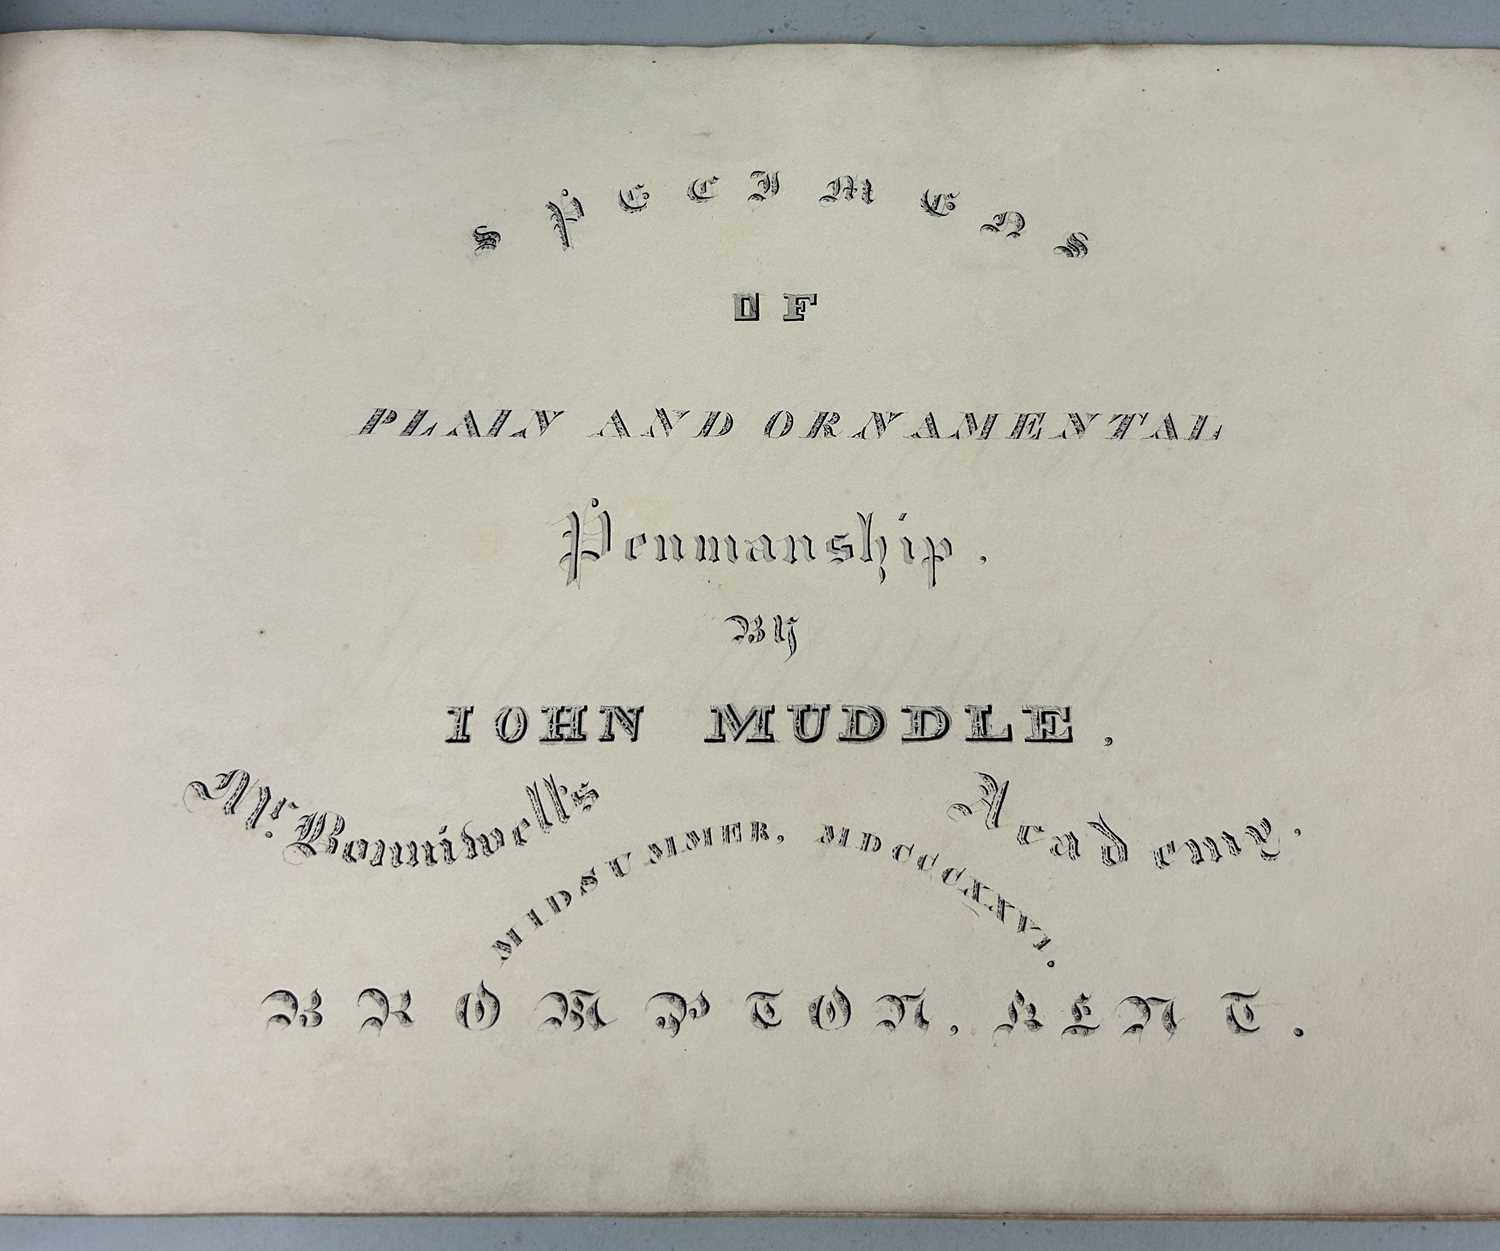 SPECIMENS
OF
PLAIN AND ORNAMENTAL
Penmanship.
BY
IOHN MUDDLE,
Mr. Bonniwell's Academy.
MIDSUMMER, MDCCCXXVI.
BROMPTON, KENT.